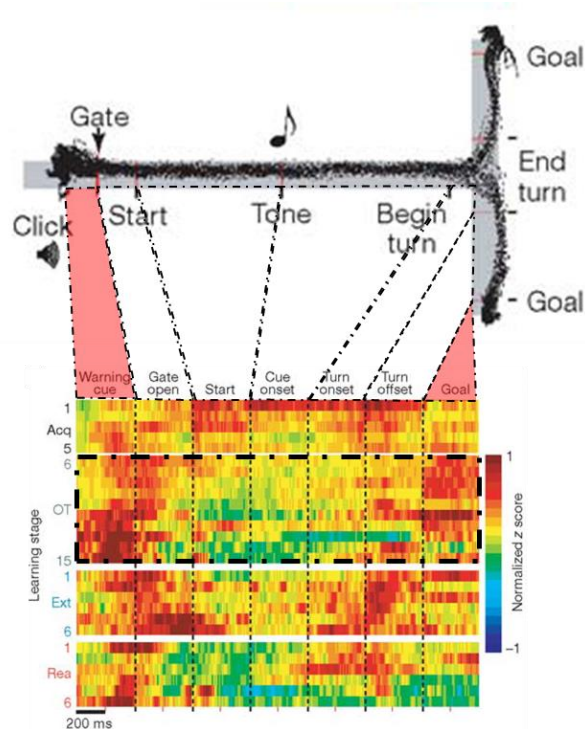 Goal
Gate
End
turn
Click
Start
Tone
Begin
turn
Goal
Warning
cue
Gate
open
Start
Cue
onset
Turn
onset
Turn
offset
Goal
1
Acq
5
6
OT
15
1
Ext
6
1
Rea
6
Learning stage
1
Normalized z score
–1
200 ms